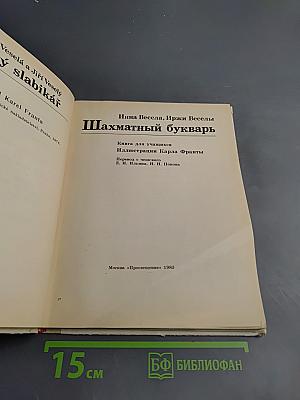 Veselá a Jiří Veselý
ý slabikář
Karel Franta
Инна Весела, Иржи Веселы
Шахматный букварь
Книга для учащихся
Иллюстрации Карла Франты
Перевод с чешского
Москва «Просвещение» 1983
15 см
БФ БИБЛИОФАН